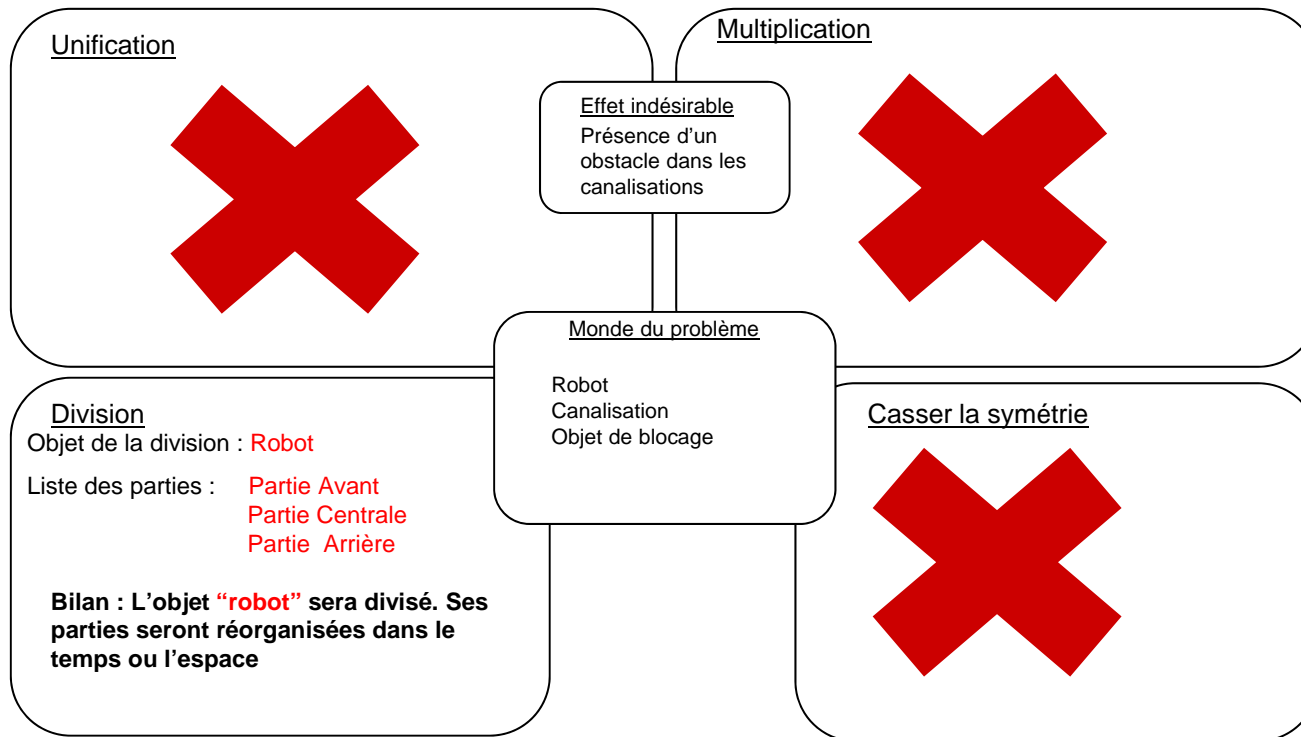 Unification
Multiplication
Effet indésirable
Présence d’un
obstacle dans les
canalisations
Monde du problème
Robot
Canalisation
Objet de blocage
Division
Objet de la division : Robot
Liste des parties : Partie Avant
Partie Centrale
Partie Arrière
Bilan : L’objet “robot” sera divisé. Ses
parties seront réorganisées dans le
temps ou l’espace
Casser la symétrie